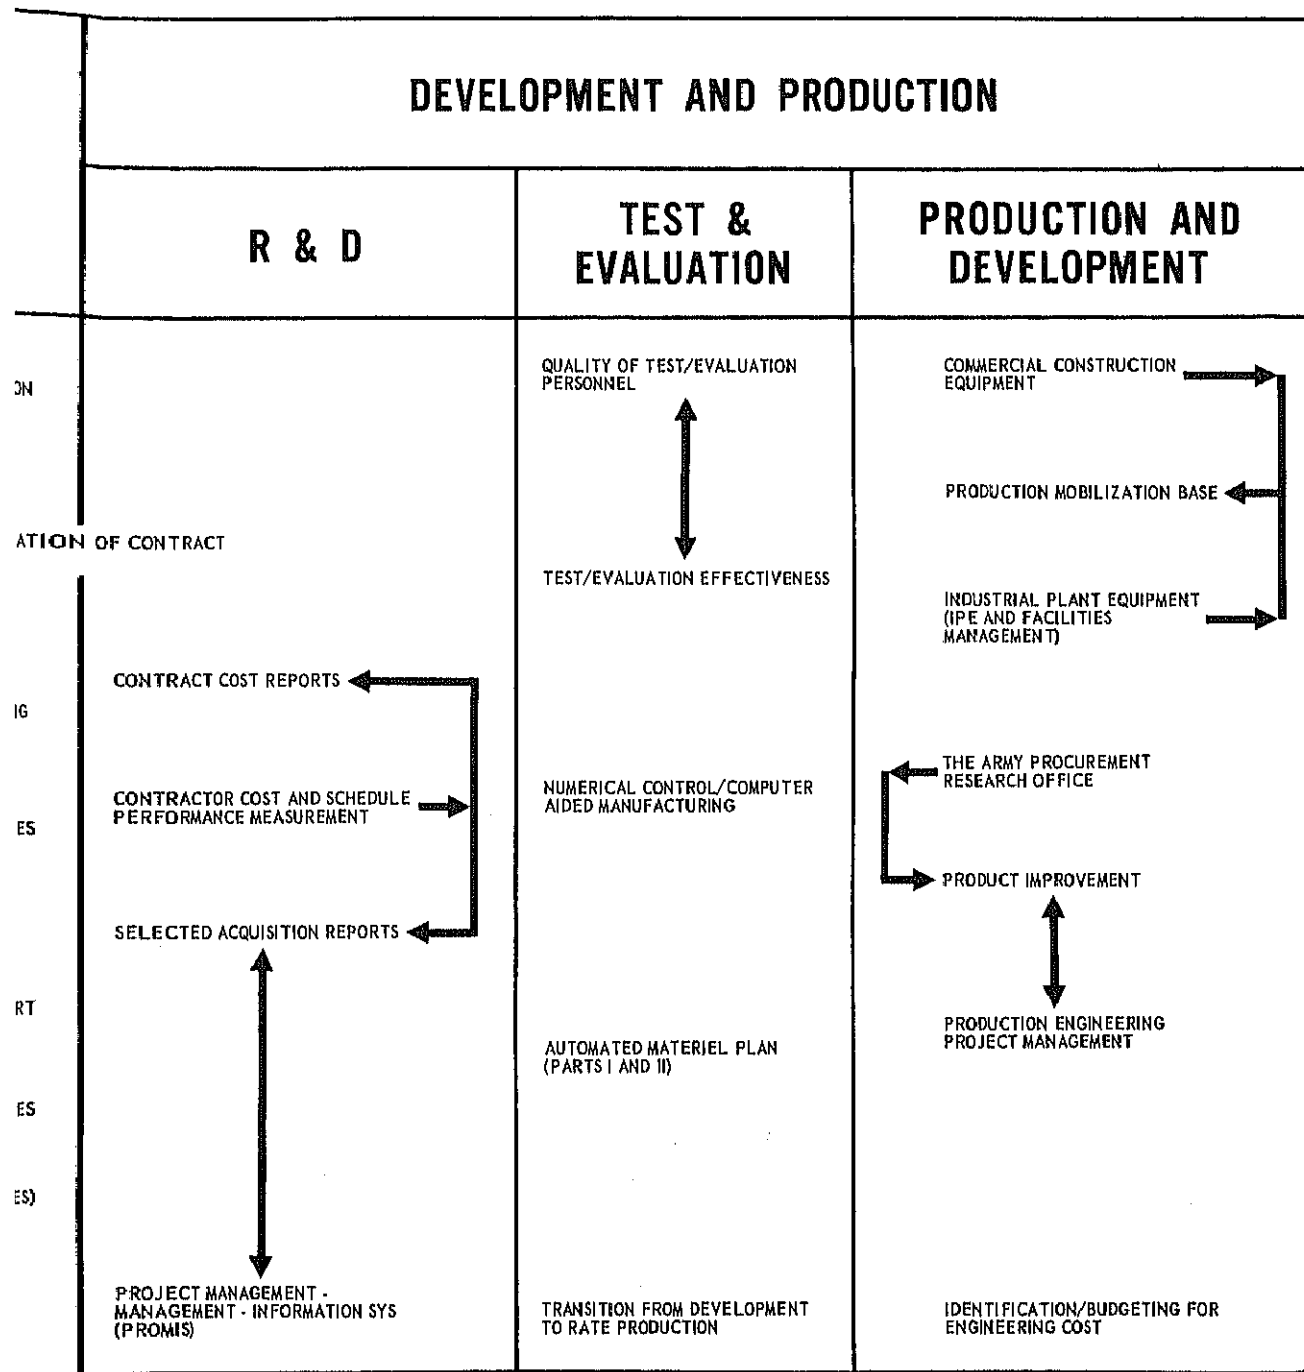 DEVELOPMENT AND PRODUCTION
R & D
TEST &
EVALUATION
PRODUCTION AND
DEVELOPMENT
ON
ATION OF CONTRACT
IG
ES
RT
ES
ES)
CONTRACT COST REPORTS
CONTRACTOR COST AND SCHEDULE
PERFORMANCE MEASUREMENT
SELECTED ACQUISITION REPORTS
PROJECT MANAGEMENT -
MANAGEMENT - INFORMATION SYS
(PROMIS)
QUALITY OF TEST/EVALUATION
PERSONNEL
TEST/EVALUATION EFFECTIVENESS
NUMERICAL CONTROL/COMPUTER
AIDED MANUFACTURING
AUTOMATED MATERIEL PLAN
(PARTS I AND II)
TRANSITION FROM DEVELOPMENT
TO RATE PRODUCTION
COMMERCIAL CONSTRUCTION
EQUIPMENT
PRODUCTION MOBILIZATION BASE
INDUSTRIAL PLANT EQUIPMENT
(IPE AND FACILITIES
MANAGEMENT)
THE ARMY PROCUREMENT
RESEARCH OFFICE
PRODUCT IMPROVEMENT
PRODUCTION ENGINEERING
PROJECT MANAGEMENT
IDENTIFICATION/BUDGETING FOR
ENGINEERING COST